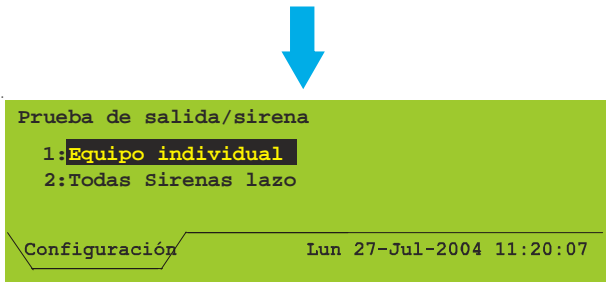 Prueba de salida/sirena
1:Equipo individual
2:Todas Sirenas lazo
Configuración Lun 27-Jul-2004 11:20:07